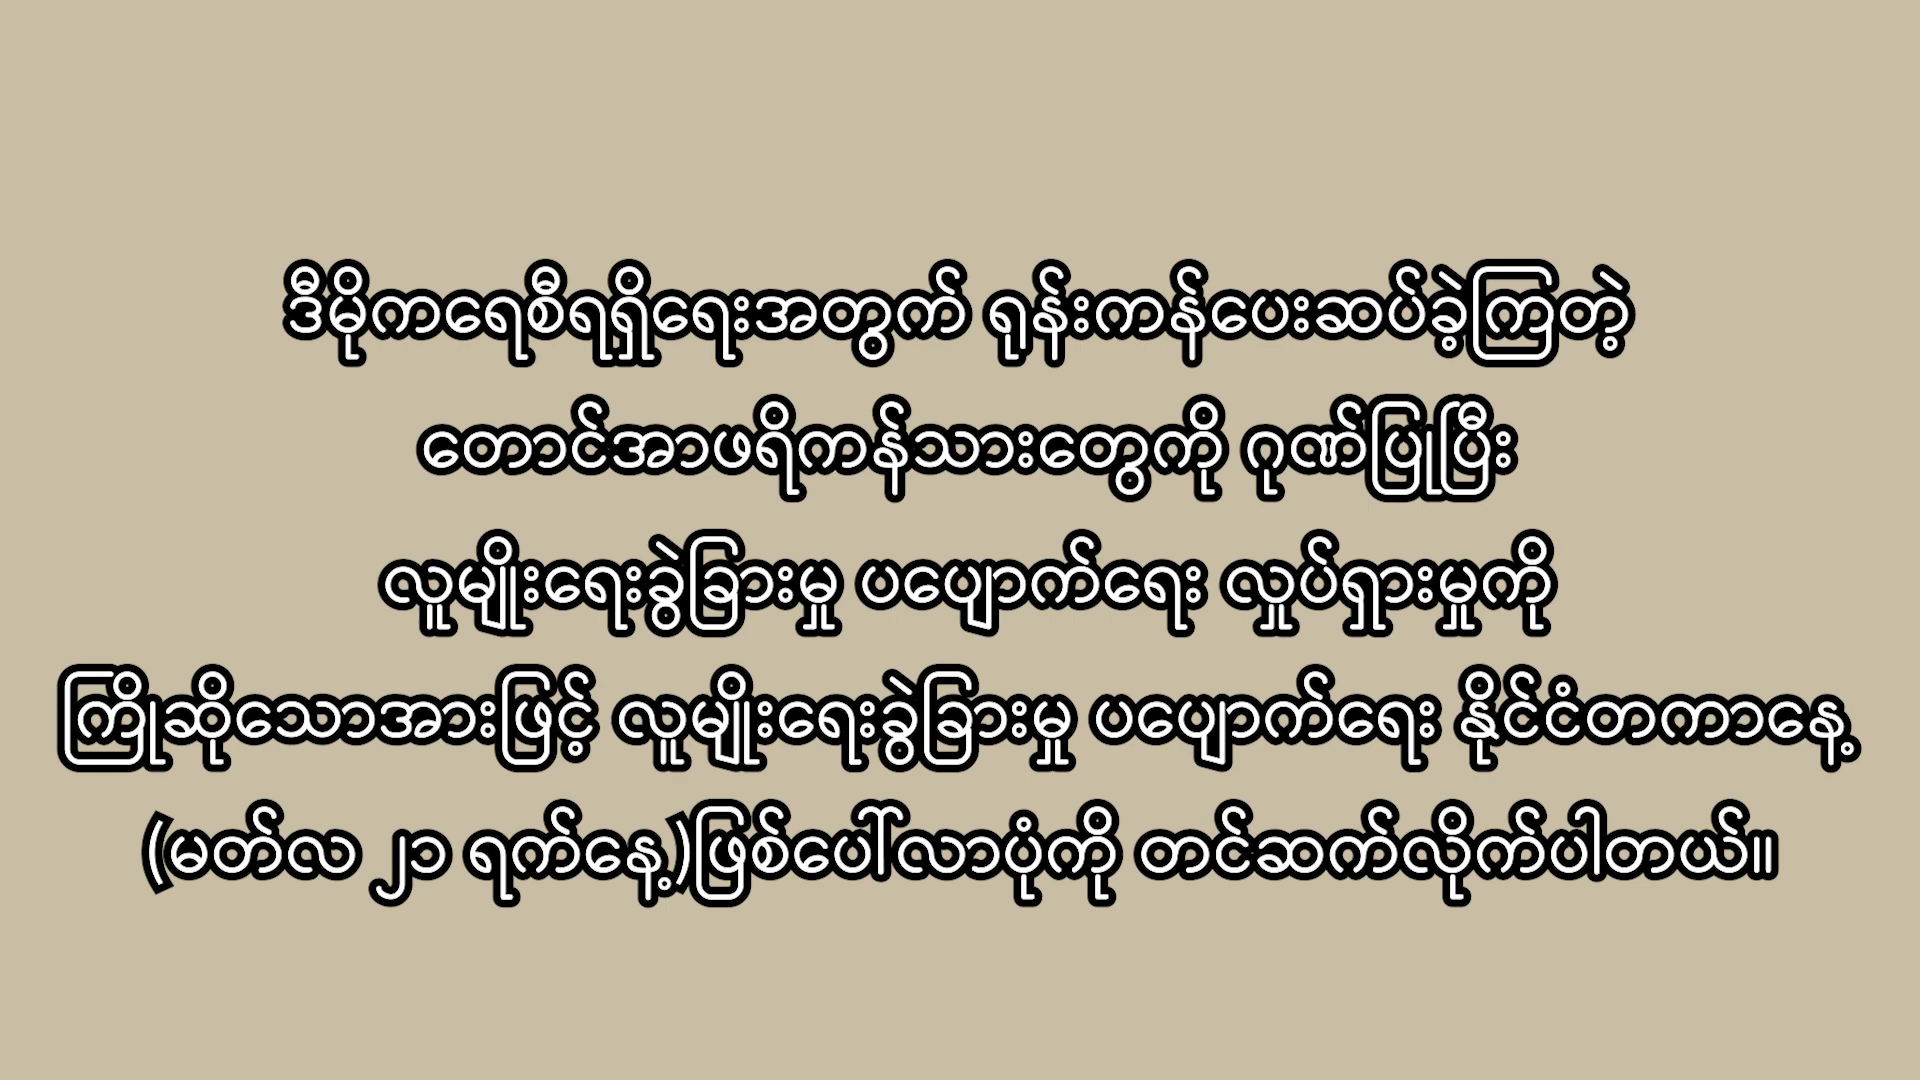 ဒီမိုကရေစီရရှိရေးအတွက် ရုန်းကန်ပေးဆပ်ခဲ့ကြတဲ့
တောင်အာဖရိကန်သားတွေကို ဂုဏ်ပြုပြီး
လူမျိုးရေးခွဲခြားမှု ပပျောက်ရေး လှုပ်ရှားမှုကို
ကြိုဆိုသောအားဖြင့် လူမျိုးရေးခွဲခြားမှု ပပျောက်ရေး နိုင်ငံတကာနေ့
(မတ်လ ၂၁ ရက်နေ့)ဖြစ်ပေါ်လာပုံကို တင်ဆက်လိုက်ပါတယ်။